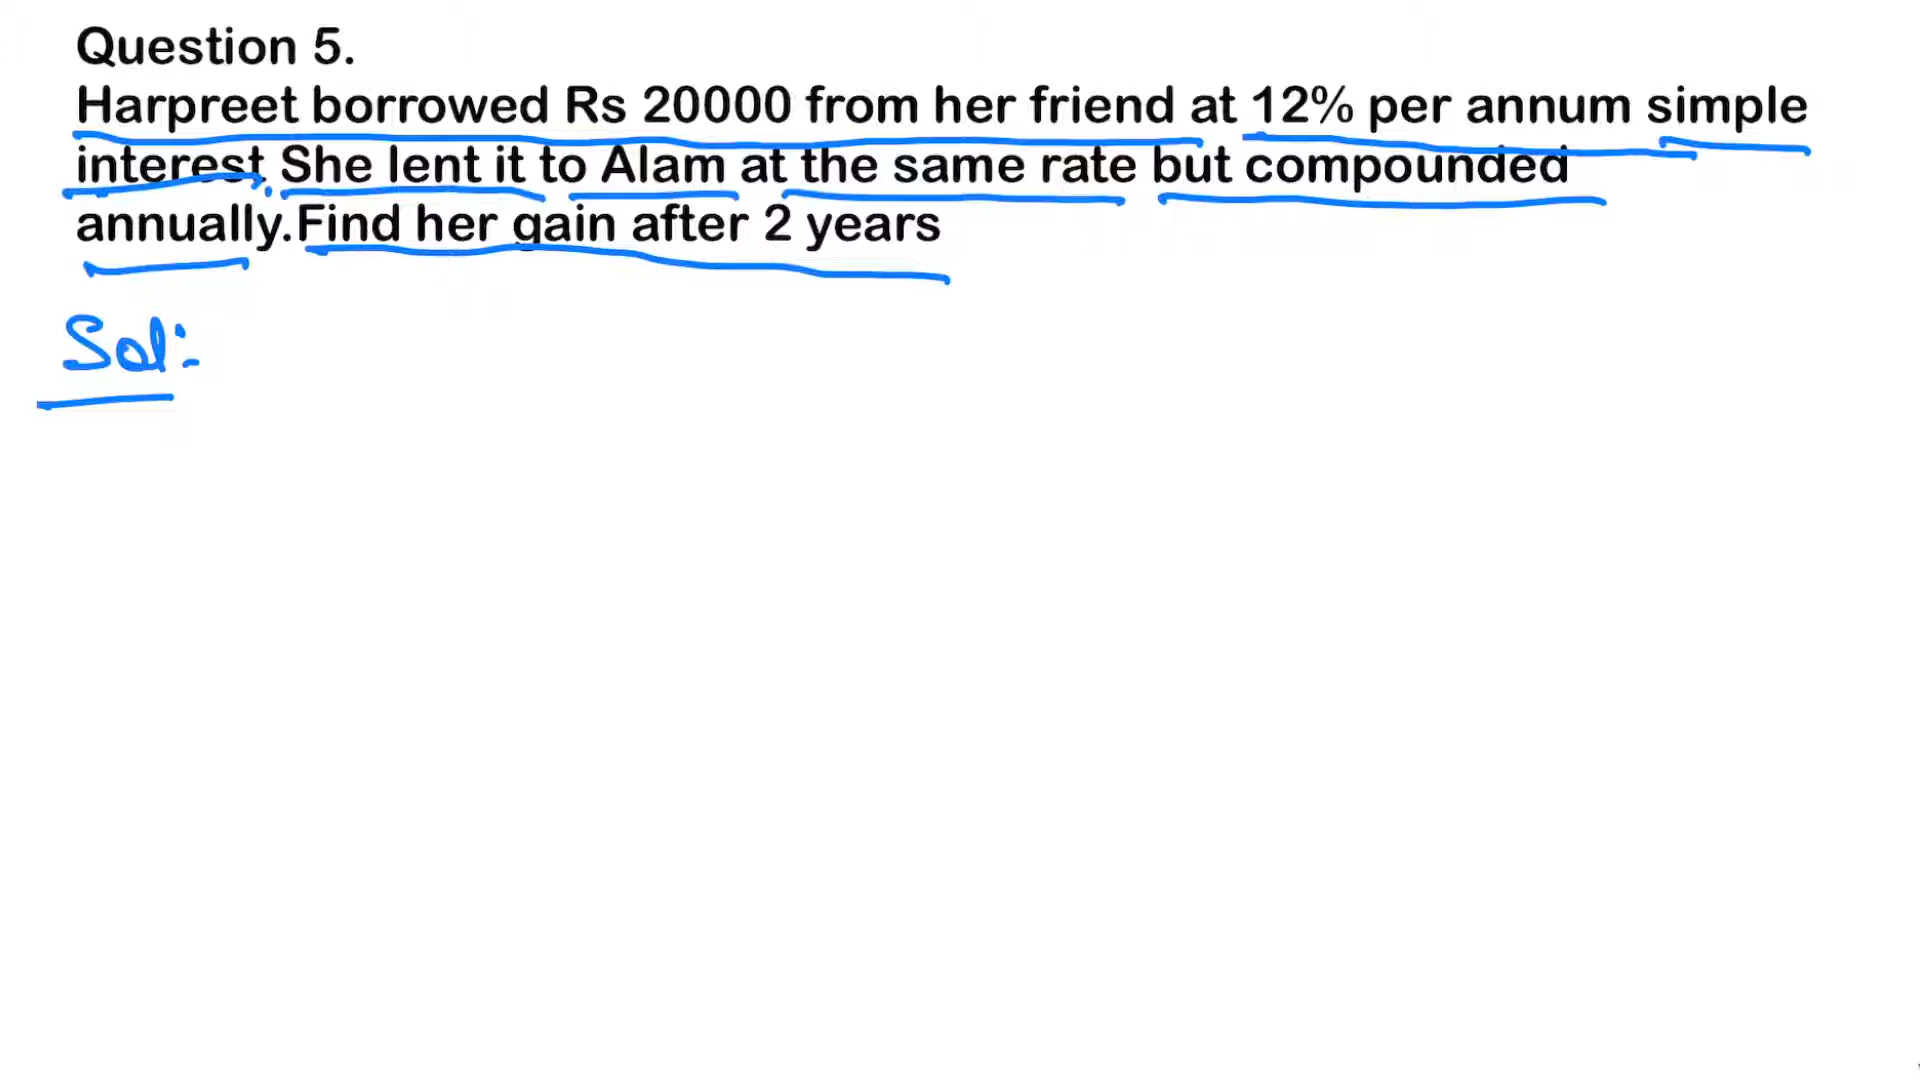 Question 5.
Harpreet borrowed Rs 20000 from her friend at 12% per annum simple
interest. She lent it to Alam at the same rate but compounded
annually.Find her gain after 2 years
Sol: